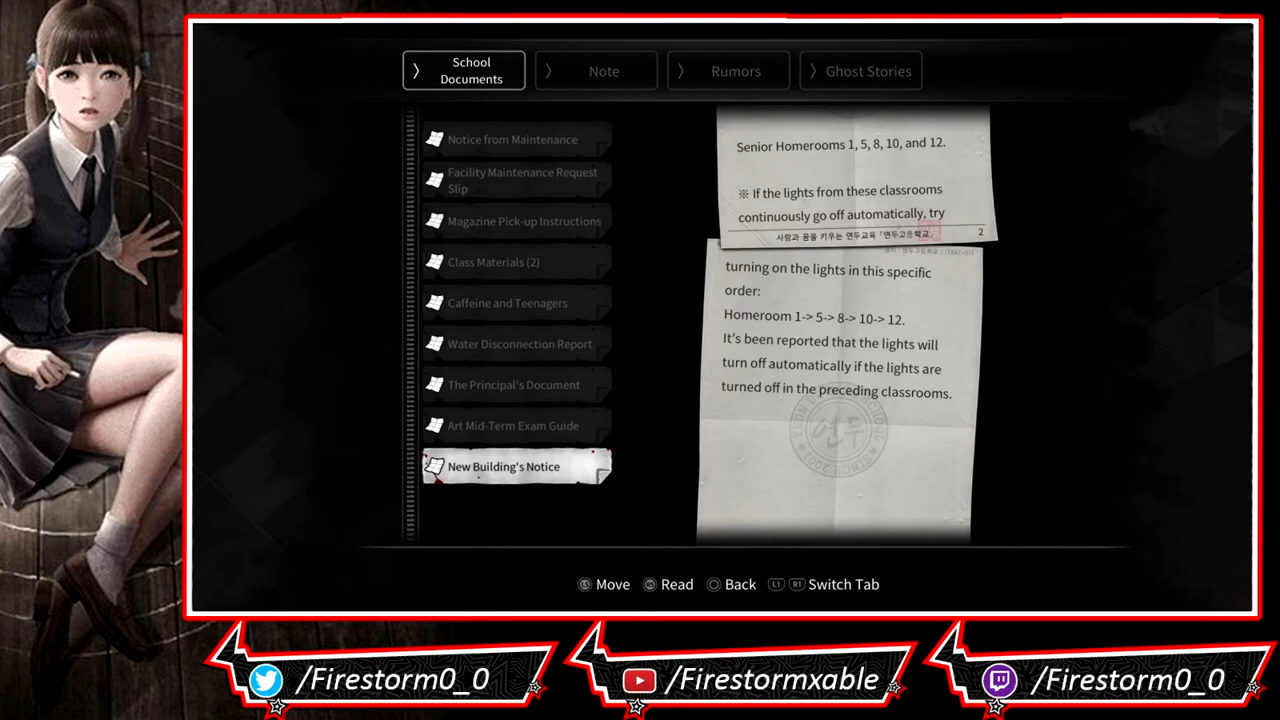 School
Documents
Note
Rumors
Ghost Stories
Notice from Maintenance
Facility Maintenance Request
Slip
Magazine Pick-up Instructions
Class Materials (2)
Caffeine and Teenagers
Water Disconnection Report
The Principal's Document
Art Mid-Term Exam Guide
New Building's Notice
Senior Homerooms 1, 5, 8, 10, and 12.
※ If the lights from these classrooms
continuously go off automatically, try
사랑과 꿈을 키우는 연두교육 「연두고등학교」 2
turning on the lights in this specific
order:
Homeroom 1-> 5-> 8-> 10-> 12.
It's been reported that the lights will
turn off automatically if the lights are
turned off in the preceding classrooms.
Move
Read
Back
L1 R1 Switch Tab
/Firestorm0_0
/Firestormxable
/Firestorm0_0